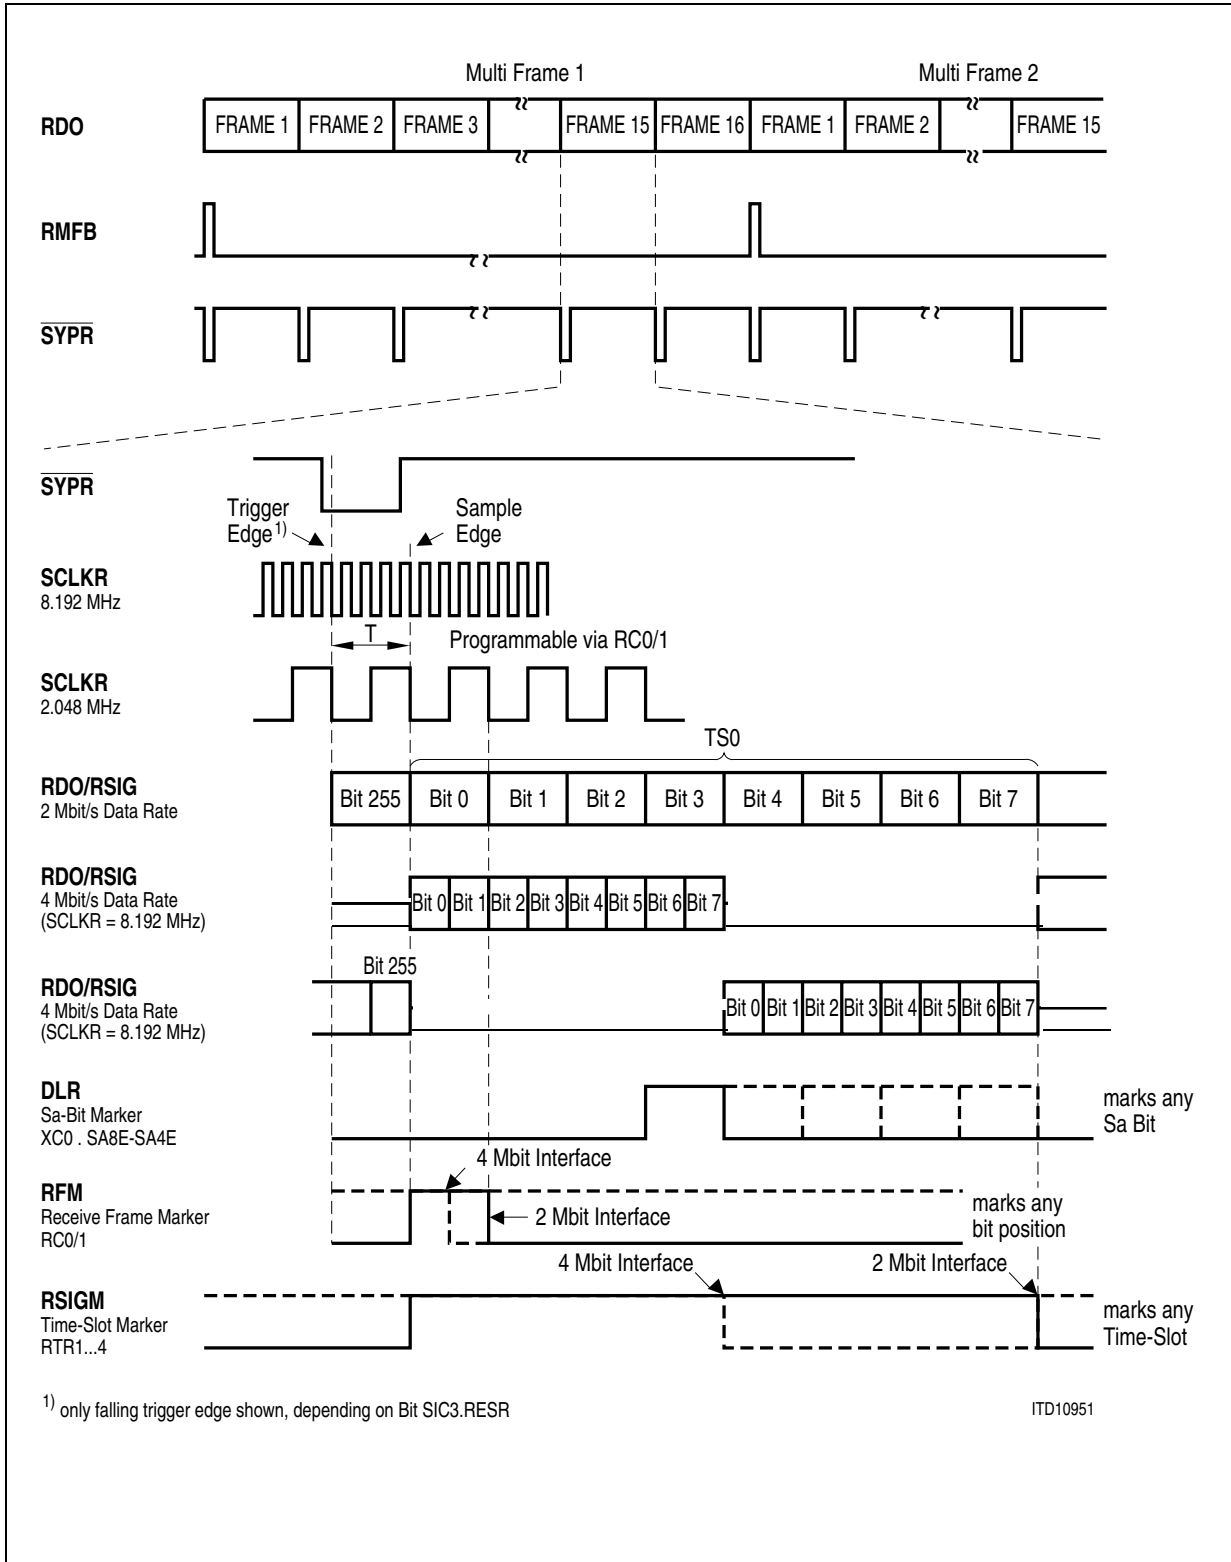 Multi Frame 1 Multi Frame 2
RDO FRAME 1 FRAME 2 FRAME 3 FRAME 15 FRAME 16 FRAME 1 FRAME 2 FRAME 15
RMFB
SYPR
SYPR
Trigger Edge1)
Sample Edge
SCLKR
8.192 MHz
T Programmable via RC0/1
SCLKR
2.048 MHz
TS0
RDO/RSIG
2 Mbit/s Data Rate
Bit 255 Bit 0 Bit 1 Bit 2 Bit 3 Bit 4 Bit 5 Bit 6 Bit 7
RDO/RSIG
4 Mbit/s Data Rate
(SCLKR = 8.192 MHz)
Bit 0 Bit 1 Bit 2 Bit 3 Bit 4 Bit 5 Bit 6 Bit 7
Bit 255
RDO/RSIG
4 Mbit/s Data Rate
(SCLKR = 8.192 MHz)
Bit 0 Bit 1 Bit 2 Bit 3 Bit 4 Bit 5 Bit 6 Bit 7
DLR
Sa-Bit Marker
XC0 . SA8E-SA4E
marks any
Sa Bit
4 Mbit Interface
RFM
Receive Frame Marker
RC0/1
2 Mbit Interface
marks any
bit position
4 Mbit Interface 2 Mbit Interface
RSIGM
Time-Slot Marker
RTR1...4
marks any
Time-Slot
1) only falling trigger edge shown, depending on Bit SIC3.RESR
ITD10951